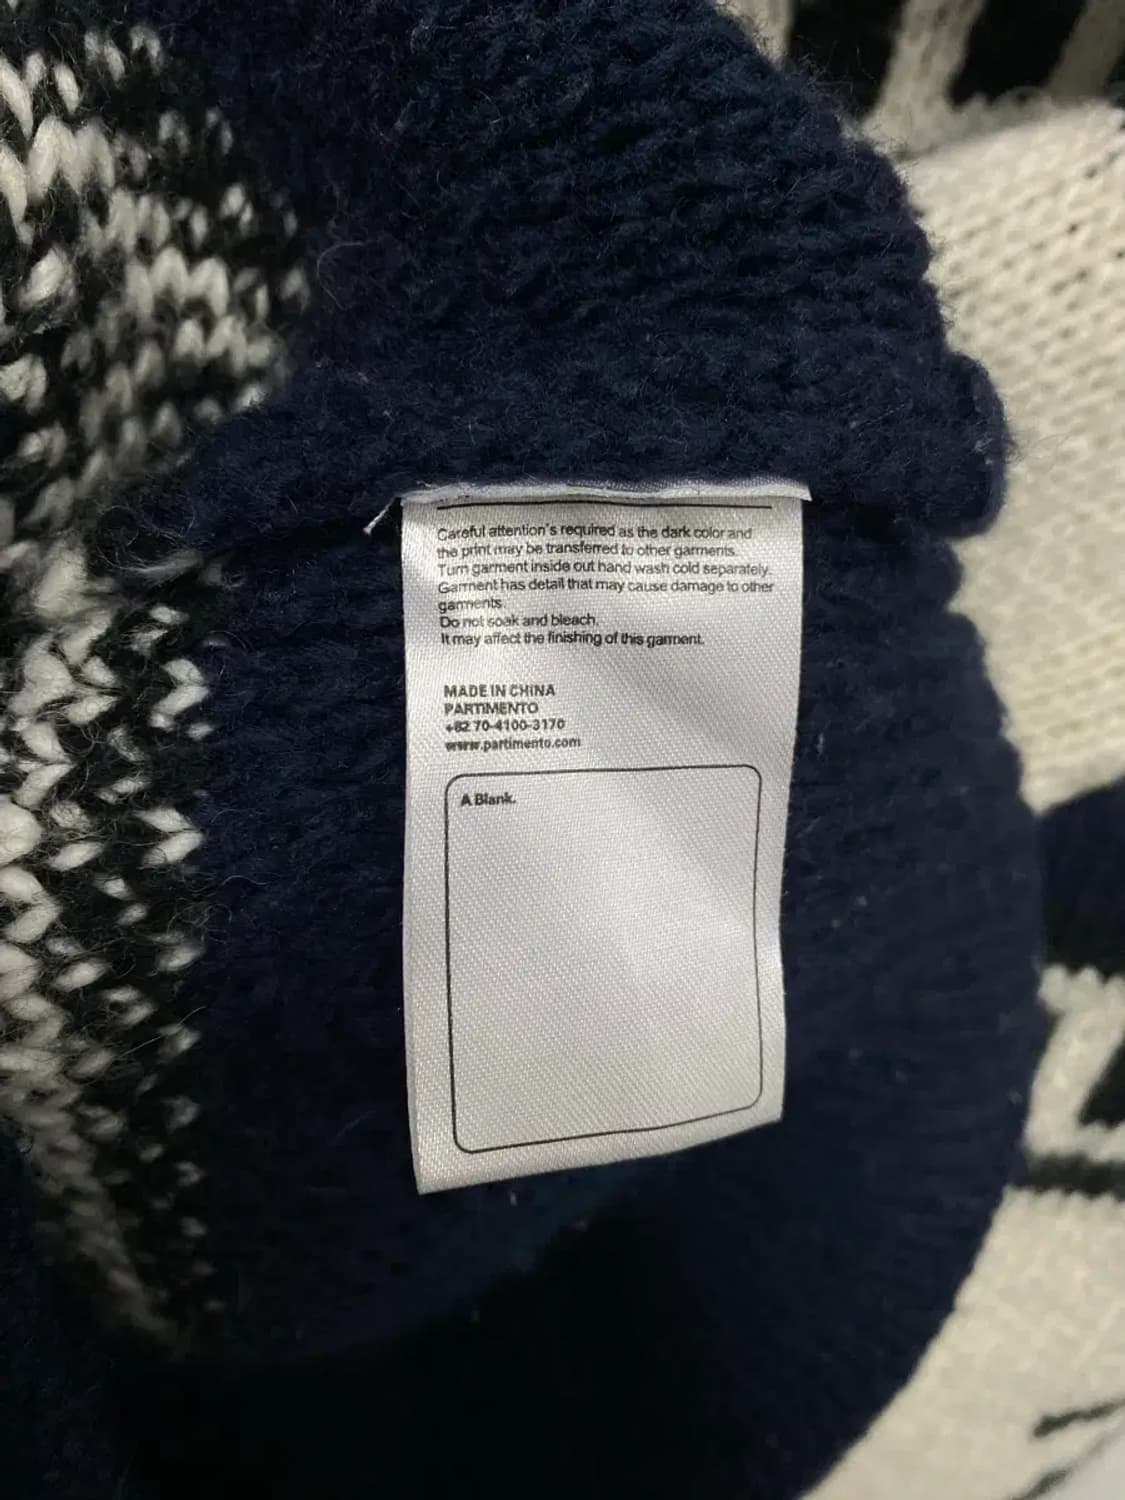 Careful attention's required as the dark color and
the print may be transferred to other garments.
Turn garment inside out hand wash cold separately.
Garment has detail that may cause damage to other
garments.
Do not soak and bleach.
It may affect the finishing of this garment.
MADE IN CHINA
PARTIMENTO
+82 70-4100-3170
www.partimento.com
A Blank.